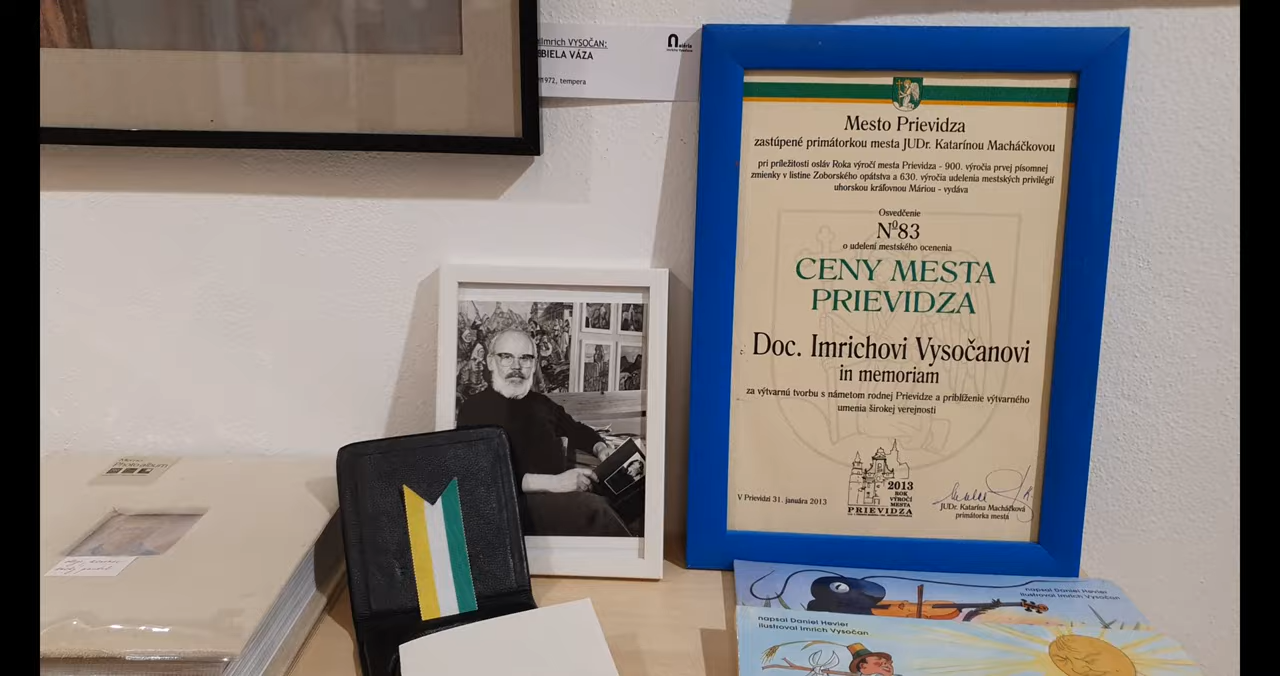 Imrich VYSOČAN:
BIELA VÁZA
1972, tempera
Mesto Prievidza
zastúpené primátorkou mesta JUDr. Katarínou Macháčkovou
pri príležitosti osláv Roka výročí mesta Prievidza - 900. výročia prvej písomnej
zmienky v listine Zoborského opátstva a 630. výročia udelenia mestských privilégií
uhorskou kráľovnou Máriou - vydáva
Osvedčenie
Nº83
o udelení mestského ocenenia
CENY MESTA
PRIEVIDZA
Doc. Imrichovi Vysočanovi
in memoriam
za výtvarnú tvorbu s námetom rodnej Prievidze a priblíženie výtvarného
umenia širokej verejnosti
2013
ROK
VÝROČÍ
MESTA
PRIEVIDZA
V Prievidzi 31. januára 2013
JUDr. Katarína Macháčková
primátorka mesta
Photoalbum
napsal Daniel Hevier
ilustroval Imrich Vysočan
napsal Daniel Hevier
ilustroval Imrich Vysočan